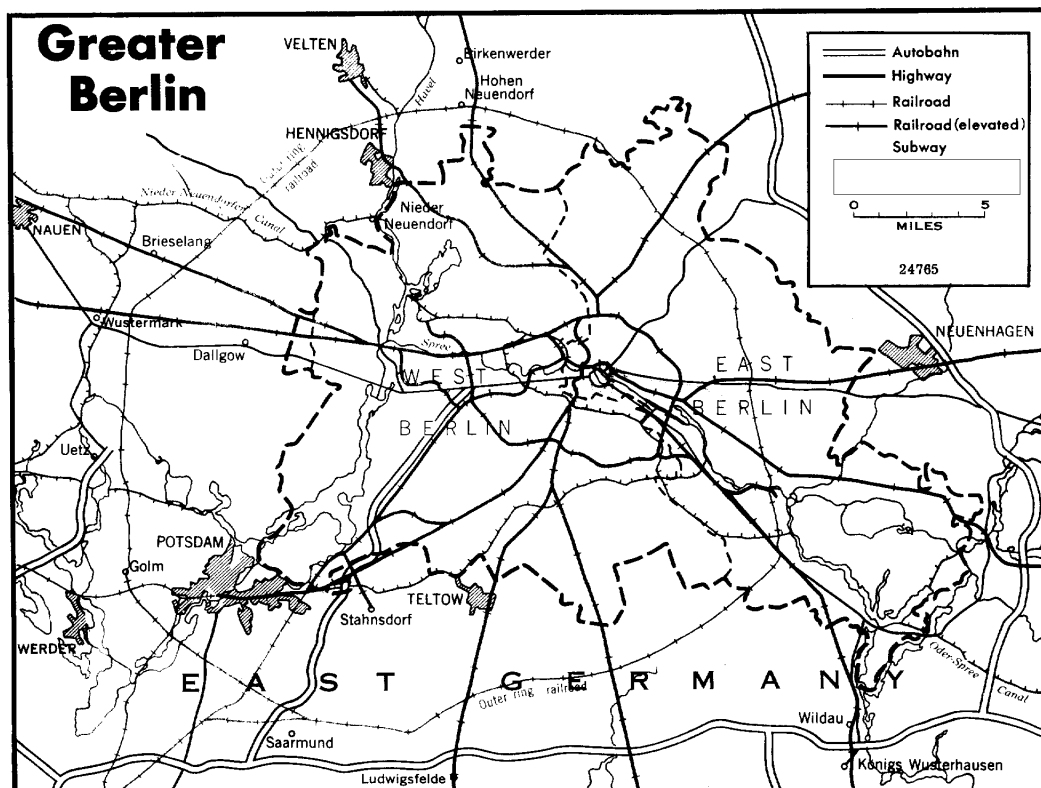 Greater
Berlin
VELTEN
Birkenwerder
Hohen
Neuendorf
Havel
HENNIGSDORF
Outer ring
railroad
Autobahn
Highway
Railroad
Railroad (elevated)
Subway
0 5
MILES
24765
Nieder Neuendorfer Canal
Nieder
Neuendorf
NAUEN
Brieselang
Wustermark
Dallgow
Spree
NEUENHAGEN
WEST
BERLIN
EAST
BERLIN
Uetz
POTSDAM
Golm
TELTOW
Stahnsdorf
WERDER
EAST GERMANY
Outer ring railroad
Oder-Spree
Canal
Saarmund
Wildau
Ludwigsfelde
Königs Wusterhausen